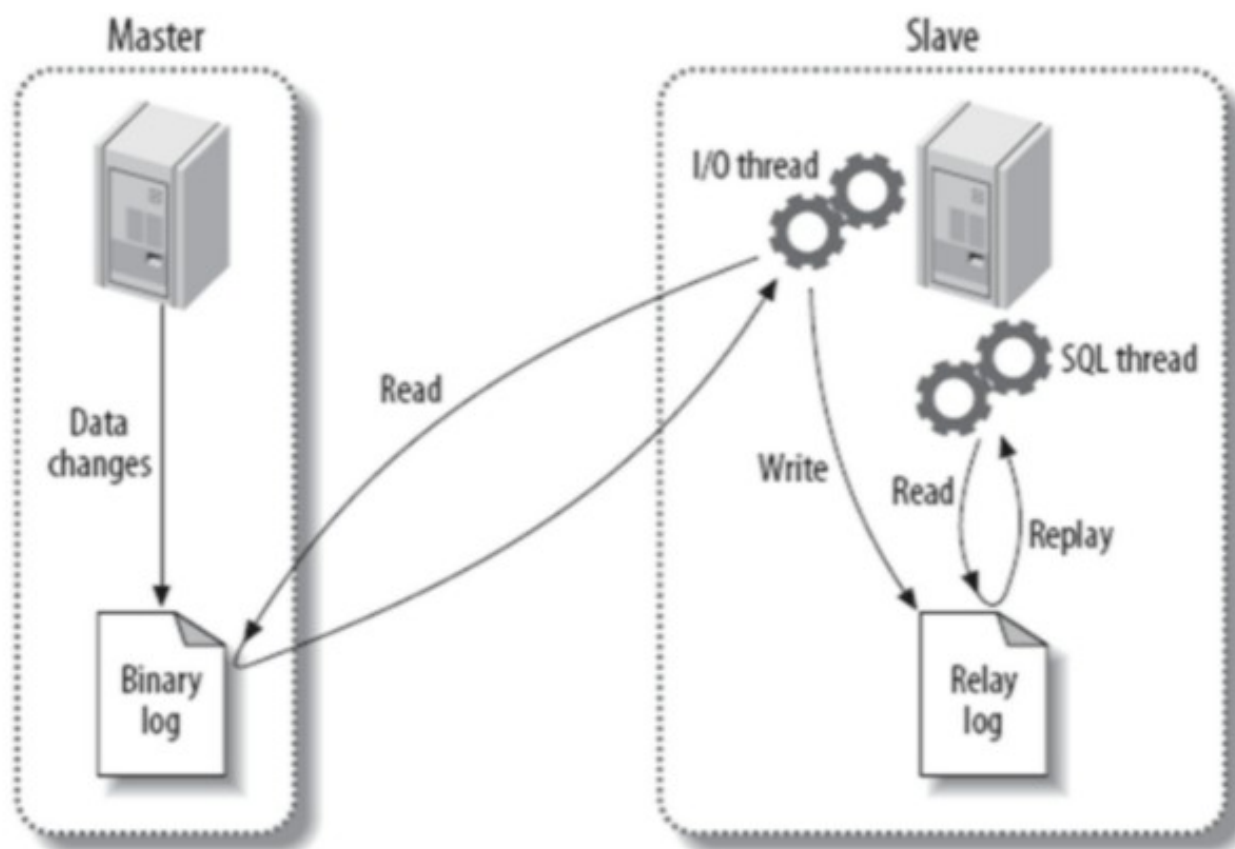 Master
Slave
I/O thread
SQL thread
Read
Data
changes
Write
Read
Replay
Binary
log
Relay
log